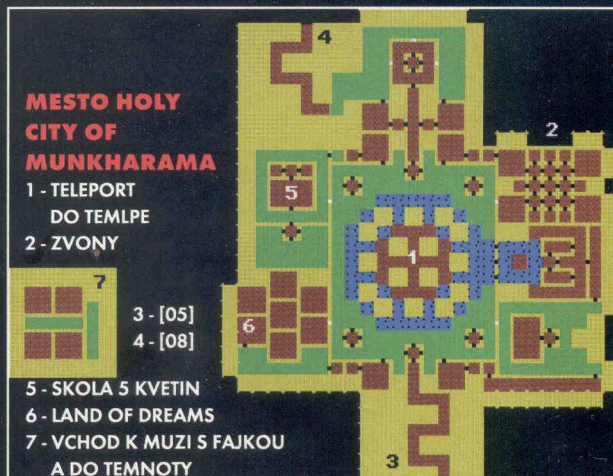 MESTO HOLY
CITY OF
MUNKHARAMA
1 - TELEPORT
DO TEMLPE
2 - ZVONY
3 - [05]
4 - [08]
5 - SKOLA 5 KVETIN
6 - LAND OF DREAMS
7 - VCHOD K MUZI S FAJKOU
A DO TEMNOTY
4
2
5
1
7
6
3